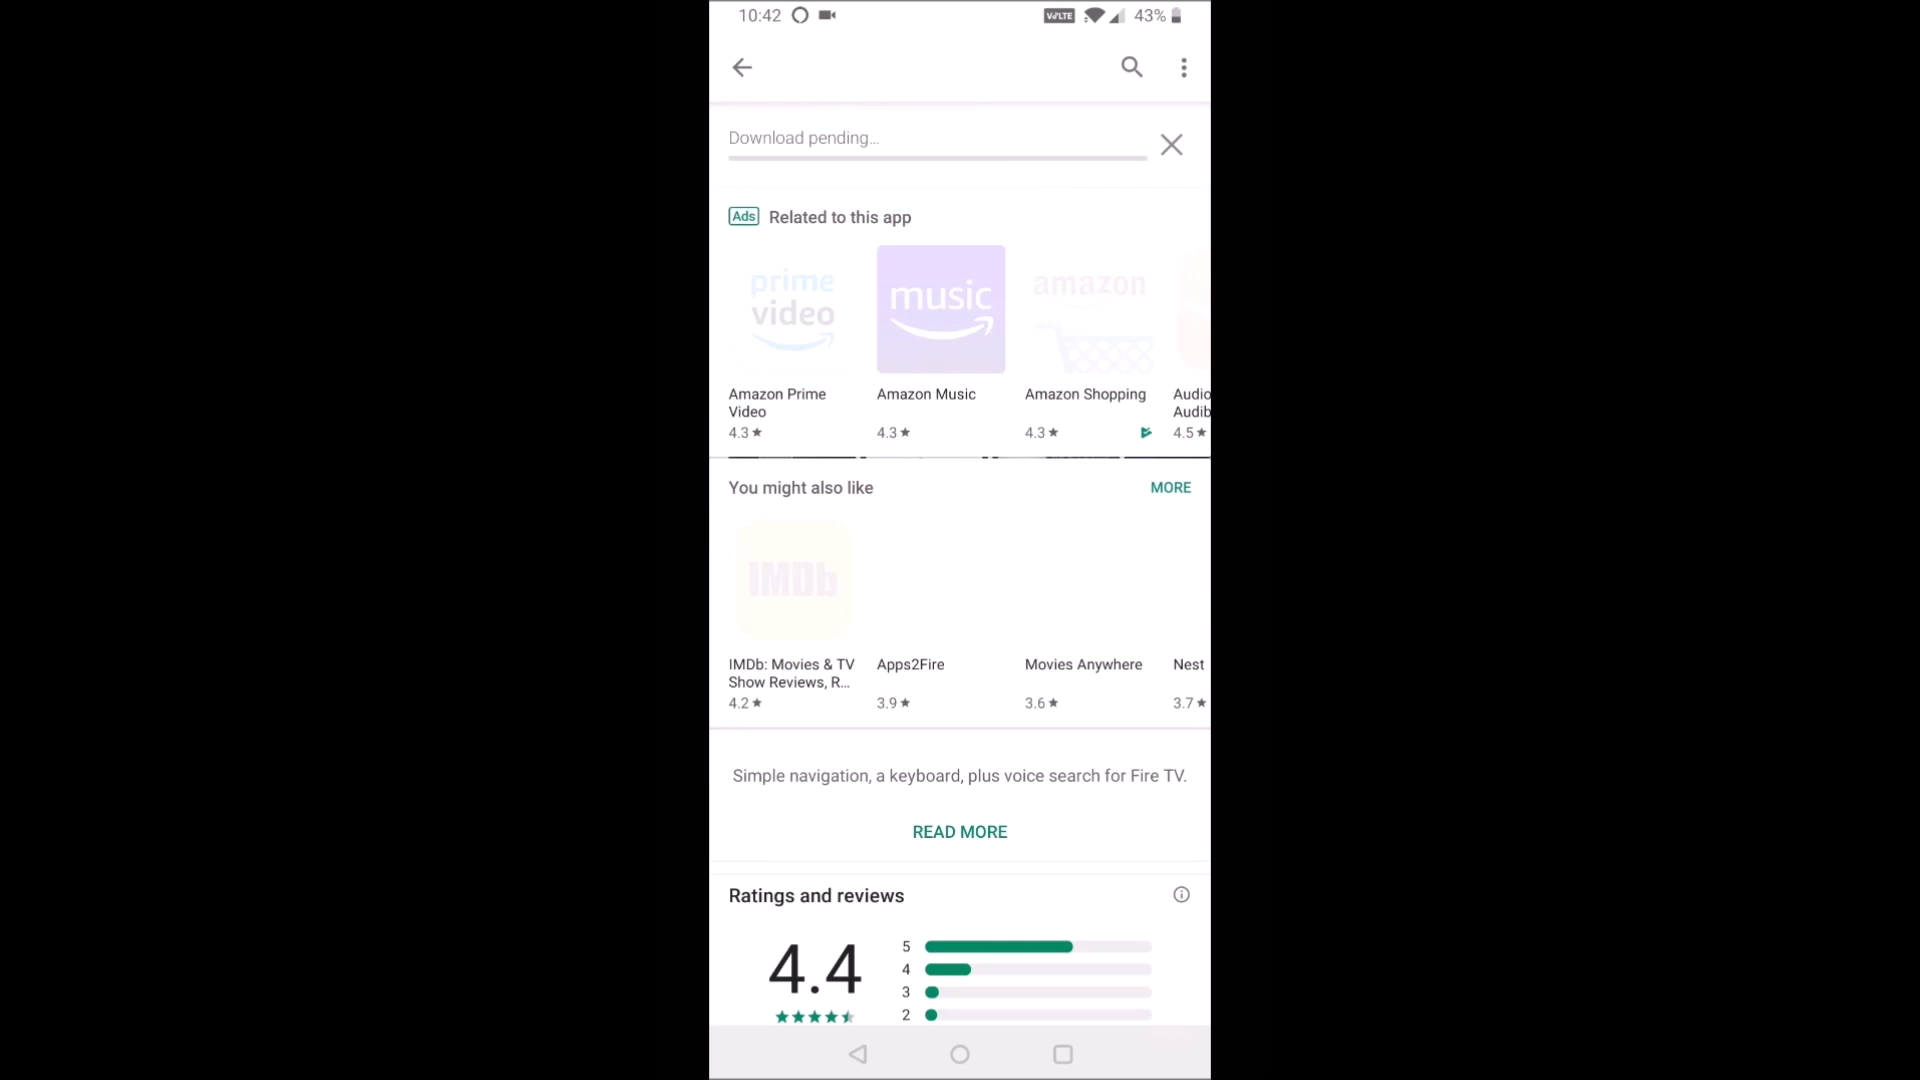 10:42
VoLTE
43%
Download pending...
Ads Related to this app
prime
video
music
amazon
Amazon Prime
Video
4.3
Amazon Music
4.3
Amazon Shopping
4.3
Audio
Audib
4.5
You might also like
MORE
IMDb
IMDb: Movies & TV
Show Reviews, R...
4.2
Apps2Fire
3.9
Movies Anywhere
3.6
Nest
3.7
Simple navigation, a keyboard, plus voice search for Fire TV.
READ MORE
Ratings and reviews
4.4
5
4
3
2